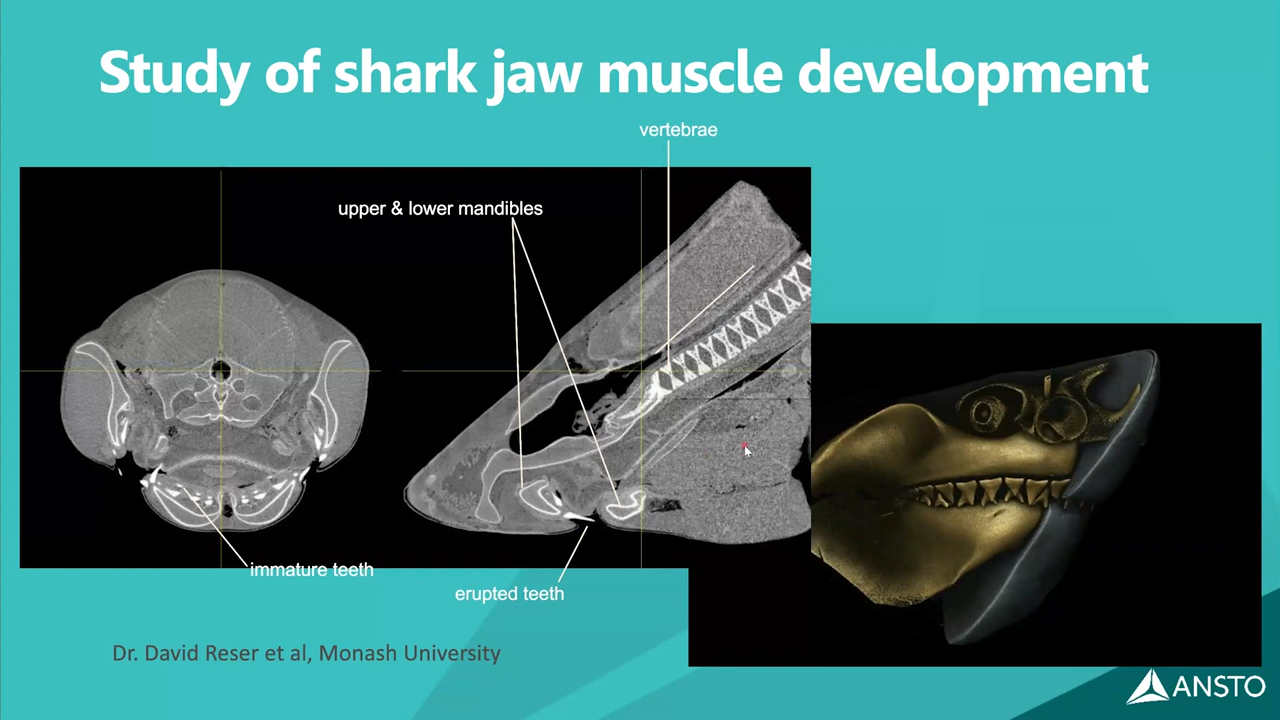 Study of shark jaw muscle development
vertebrae
upper & lower mandibles
immature teeth
erupted teeth
Dr. David Reser et al, Monash University
ANSTO